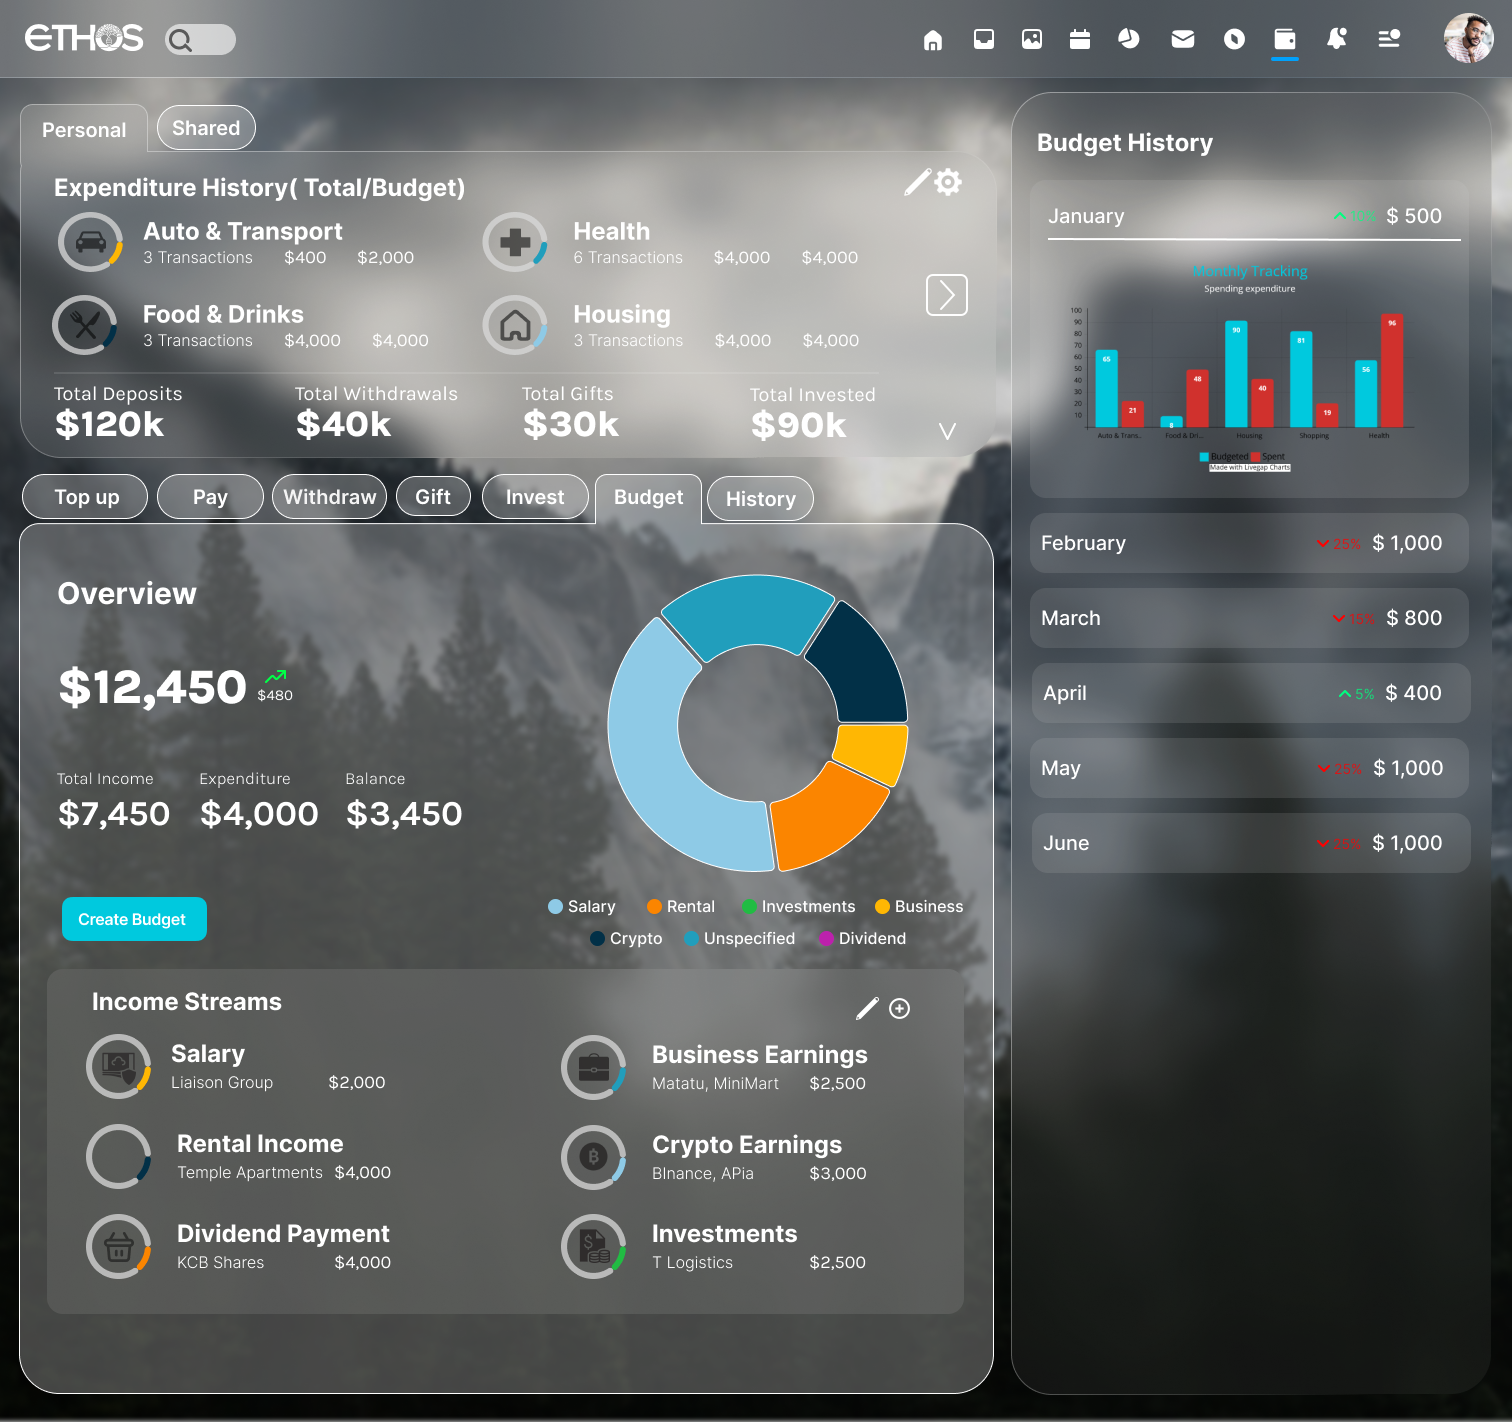 ETHOS
Personal
Shared
Expenditure History( Total/Budget)
Auto & Transport
3 Transactions $400 $2,000
Health
6 Transactions $4,000 $4,000
Food & Drinks
3 Transactions $4,000 $4,000
Housing
3 Transactions $4,000 $4,000
Total Deposits
$120k
Total Withdrawals
$40k
Total Gifts
$30k
Total Invested
$90k
Top up
Pay
Withdraw
Gift
Invest
Budget
History
Overview
$12,450
$480
Total Income
$7,450
Expenditure
$4,000
Balance
$3,450
Create Budget
Salary Rental Investments Business
Crypto Unspecified Dividend
Income Streams
Salary
Liaison Group $2,000
Business Earnings
Matatu, MiniMart $2,500
Rental Income
Temple Apartments $4,000
Crypto Earnings
BInance, APia $3,000
Dividend Payment
KCB Shares $4,000
Investments
T Logistics $2,500
Budget History
January 10% $ 500
Monthly Tracking
Spending expenditure
100
90
80
70
60
50
40
30
20
10
65 21 8 48 90 40 81 19 56 96
Auto & Trans.. Food & Dri... Housing Shopping Health
Budgeted Spent
Made with Livegap Charts
February 25% $ 1,000
March 15% $ 800
April 5% $ 400
May 25% $ 1,000
June 25% $ 1,000